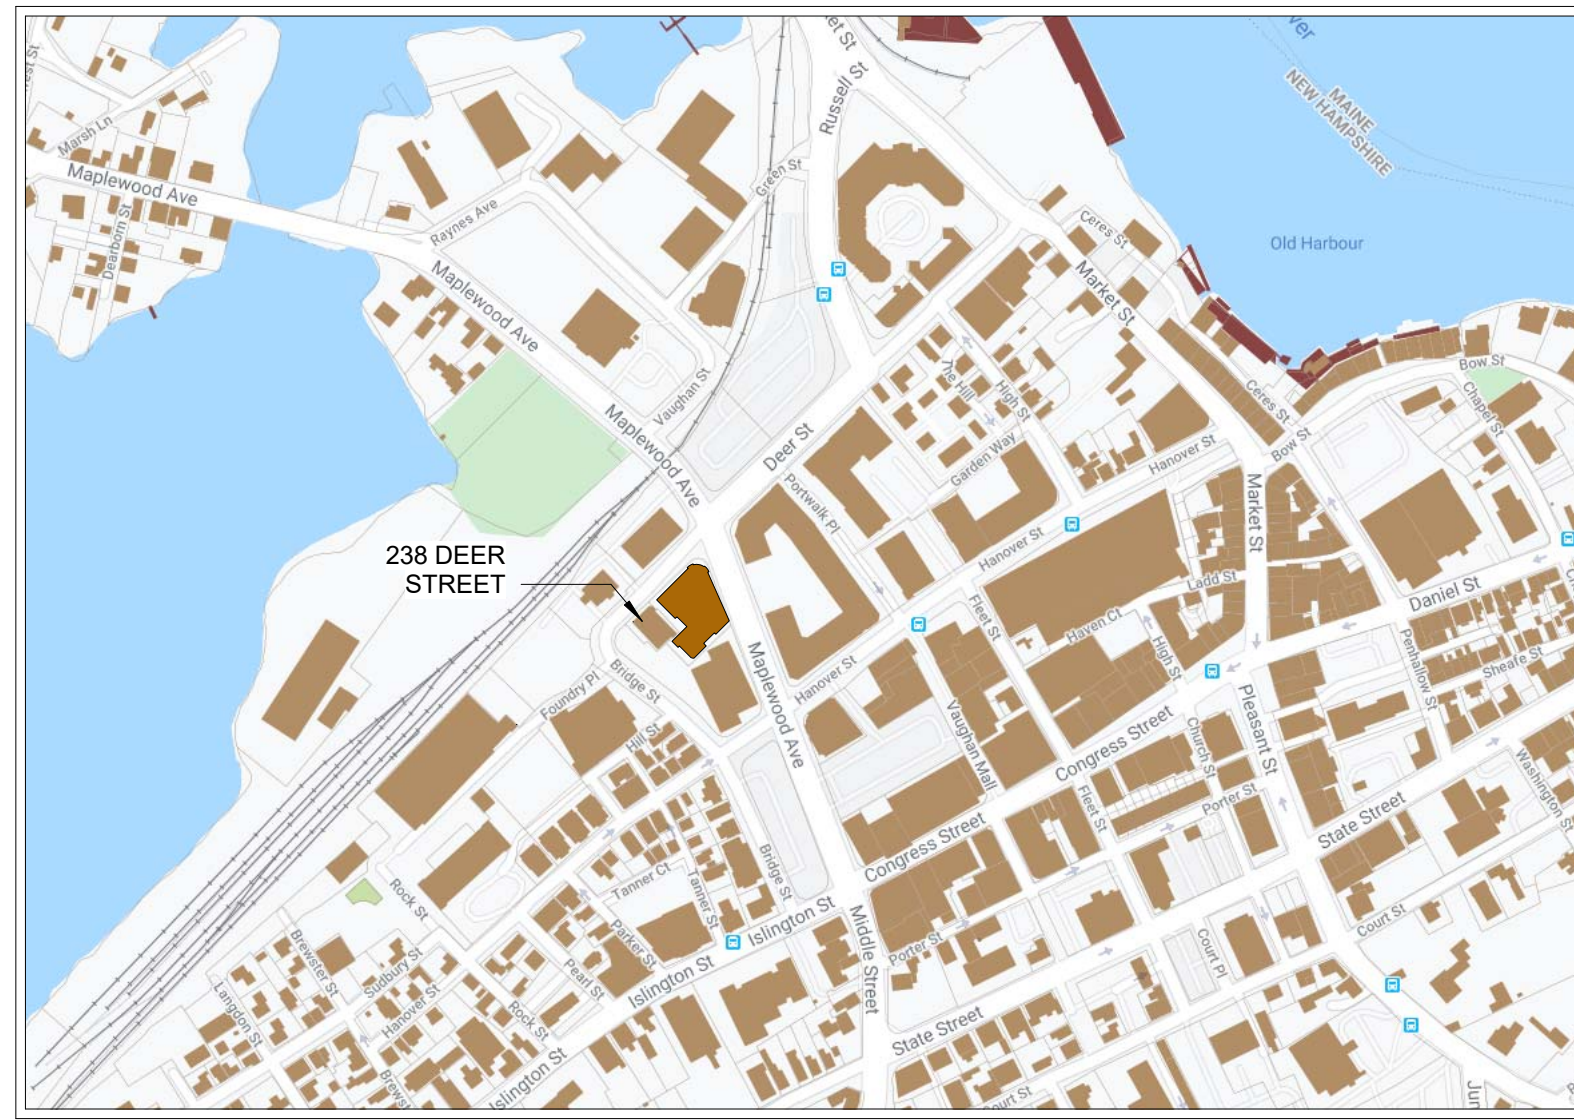 ket St
Russell St
MAINE
NEW HAMPSHIRE
Marsh Ln
Maplewood Ave
Dearborn St
Raynes Ave
Green St
Ceres St
Old Harbour
Maplewood Ave
Market St
Vaughan St
The Hill
High St
Bow St
Chapel St
Ceres St
Maplewood Ave
Deer St
Garden Way
Hanover St
Bow St
Portwalk Pl
Market St
238 DEER
STREET
Hanover St
Ladd St
Daniel St
Fleet St
Haven Ct
High St
Penhallow St
Sheafe St
Maplewood Ave
Hanover St
Bridge St
Foundry Pl
Hill St
Vaughan Mall
Congress Street
Church St
Pleasant St
Washington St
Fleet St
Porter St
State Street
Congress Street
Bridge St
Tanner Ct
Tanner St
Rock St
Islington St
Middle Street
Porter St
Court Pl
Court St
Brewster St
Sudbury St
Parker St
Pearl St
Islington St
Langdon St
Hanover St
Rock St
State Street
Islington St
Court St